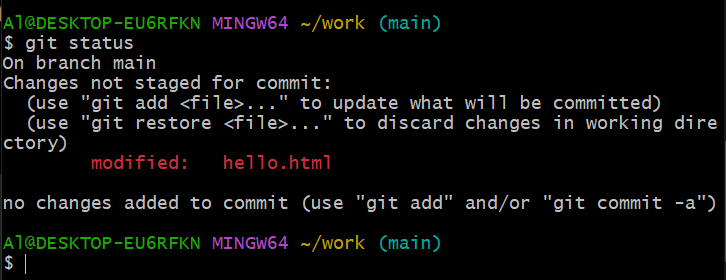 Al@DESKTOP-EU6RFKN MINGW64 ~/work (main)
$ git status
On branch main
Changes not staged for commit:
  (use "git add <file>..." to update what will be committed)
  (use "git restore <file>..." to discard changes in working dire
ctory)
        modified:   hello.html

no changes added to commit (use "git add" and/or "git commit -a")

Al@DESKTOP-EU6RFKN MINGW64 ~/work (main)
$